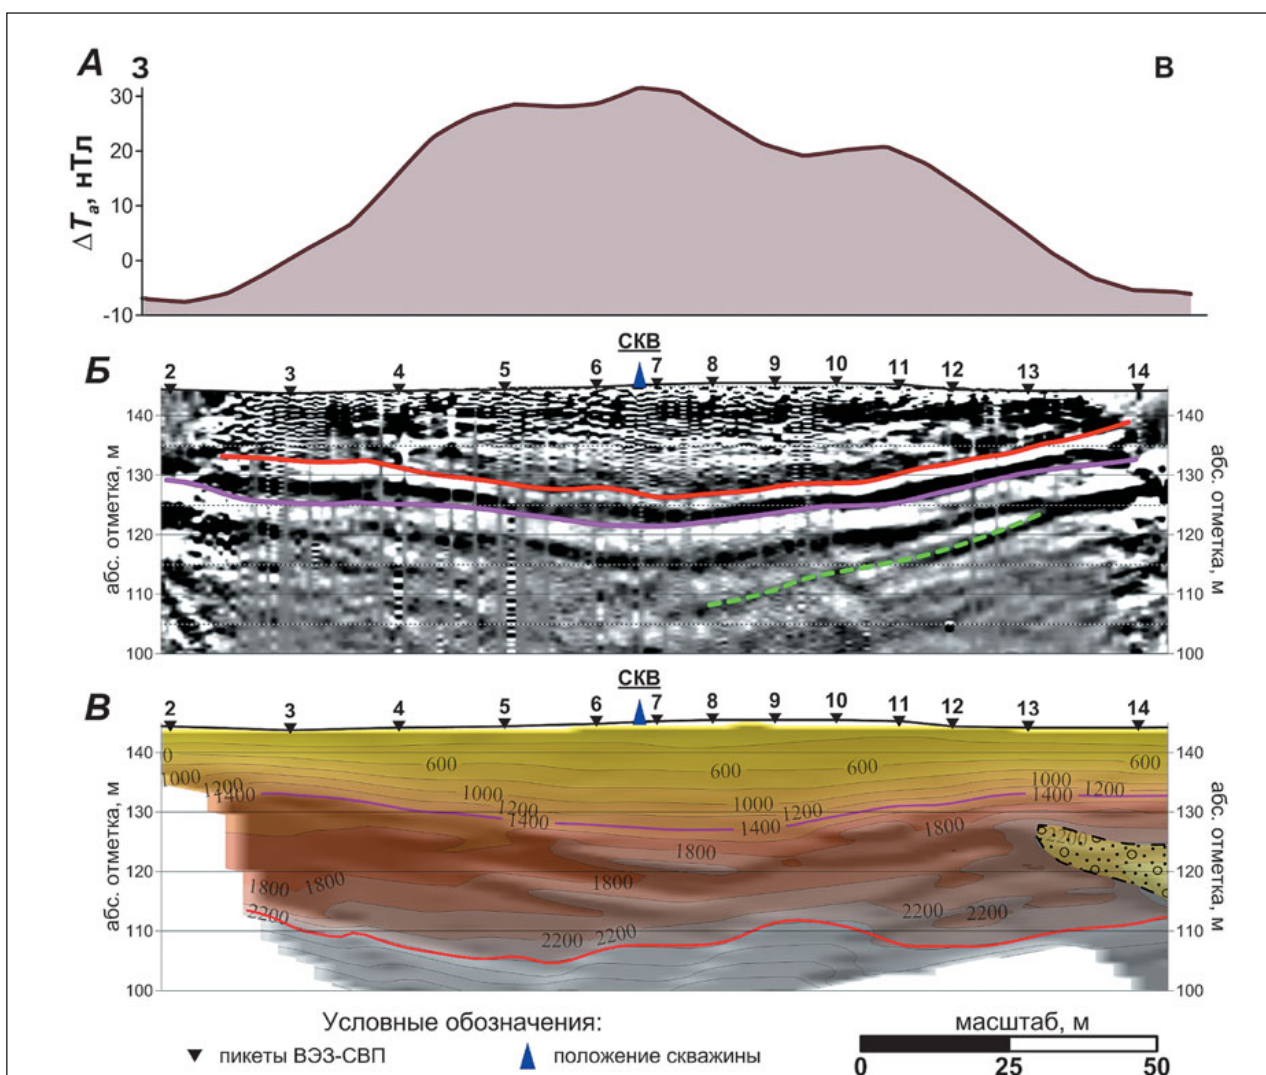 А З В
30
20
10
0
-10
ΔTa, нТл
СКВ
Б 2 3 4 5 6 7 8 9 10 11 12 13 14
140 140
130 130
120 120
110 110
100 100
абс. отметка, м
абс. отметка, м
СКВ
В 2 3 4 5 6 7 8 9 10 11 12 13 14
140 0 600 600 600 600 140
1000 1200 1000 1200 1000 1200 1000 1200
130 1400 1400 1400 1400 130
1800 1800 2200
120 1800 1800 1800 120
2200 2200 2200
110 2200 2200 110
100 100
абс. отметка, м
абс. отметка, м
Условные обозначения:
пикеты ВЭЗ-СВП
положение скважины
масштаб, м
0 25 50